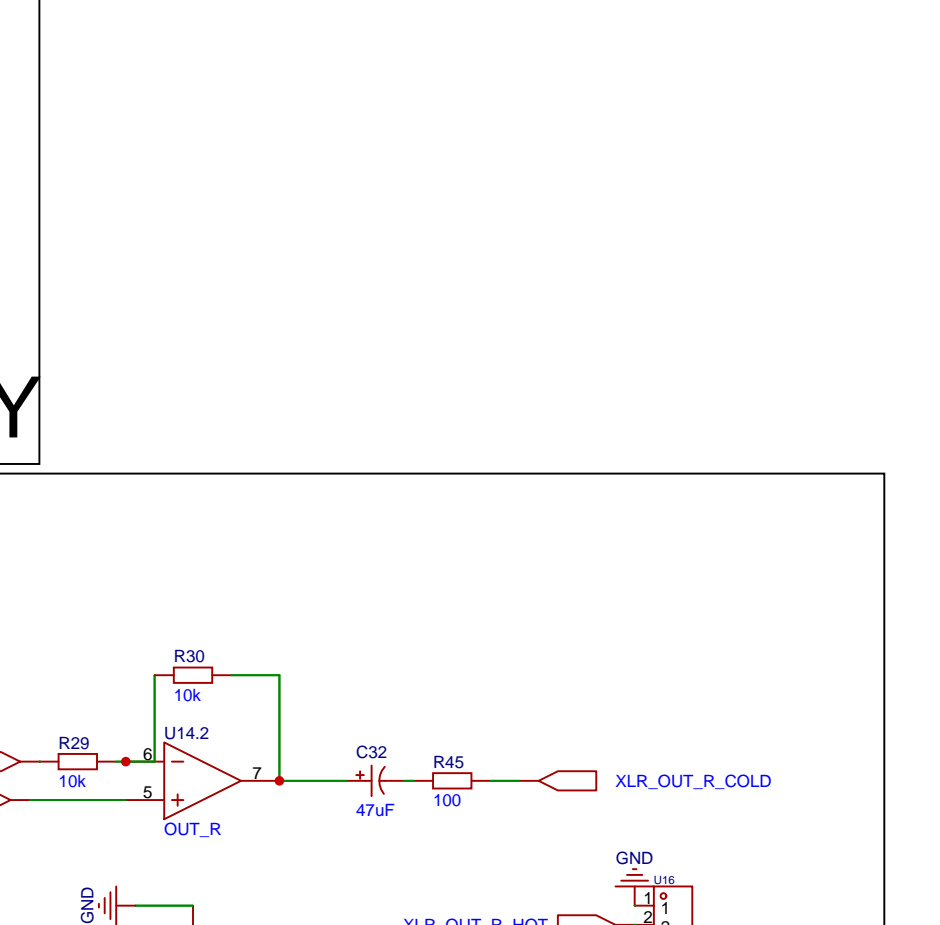 Y
R30
10k
U14.2
R29
10k
6
5
7
OUT_R
C32
47uF
R45
100
XLR_OUT_R_COLD
GND
U16
1
1
2
GND
XLR_OUT_R_HOT